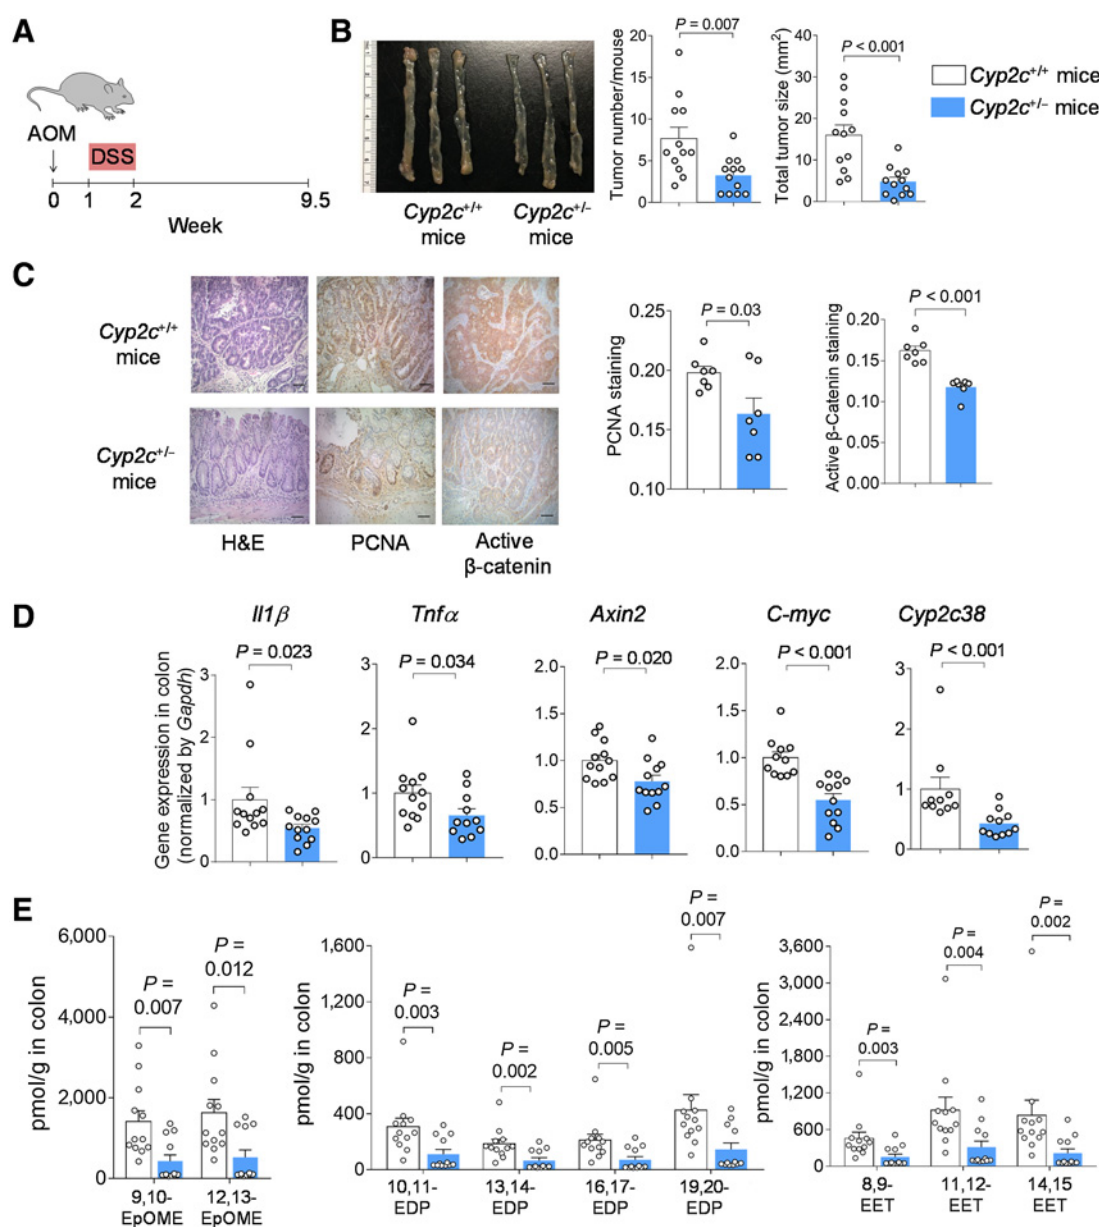 A
AOM
DSS
0 1 2 9.5
Week
B
Cyp2c+/+
mice
Cyp2c+/−
mice
Tumor number/mouse
20
15
10
5
0
P = 0.007
Total tumor size (mm2)
40
30
20
10
0
P < 0.001
Cyp2c+/+ mice
Cyp2c+/− mice
C
Cyp2c+/+
mice
Cyp2c+/−
mice
H&E
PCNA
Active
β-catenin
PCNA staining
0.25
0.20
0.15
0.10
P = 0.03
Active β-Catenin staining
0.20
0.15
0.10
0.05
0.00
P < 0.001
D
Gene expression in colon
(normalized by Gapdh)
Il1β
P = 0.023
3
2
1
0
Tnfα
P = 0.034
3
2
1
0
Axin2
P = 0.020
2.0
1.5
1.0
0.5
0.0
C-myc
P < 0.001
2.0
1.5
1.0
0.5
0.0
Cyp2c38
P < 0.001
3
2
1
0
E
pmol/g in colon
6,000
4,000
2,000
0
P =
0.007
P =
0.012
9,10-
EpOME
12,13-
EpOME
pmol/g in colon
1,600
1,200
800
400
0
P =
0.003
P =
0.002
P =
0.005
P =
0.007
10,11-
EDP
13,14-
EDP
16,17-
EDP
19,20-
EDP
pmol/g in colon
3,600
3,000
2,400
1,800
1,200
600
0
P =
0.003
P =
0.004
P =
0.002
8,9-
EET
11,12-
EET
14,15
EET